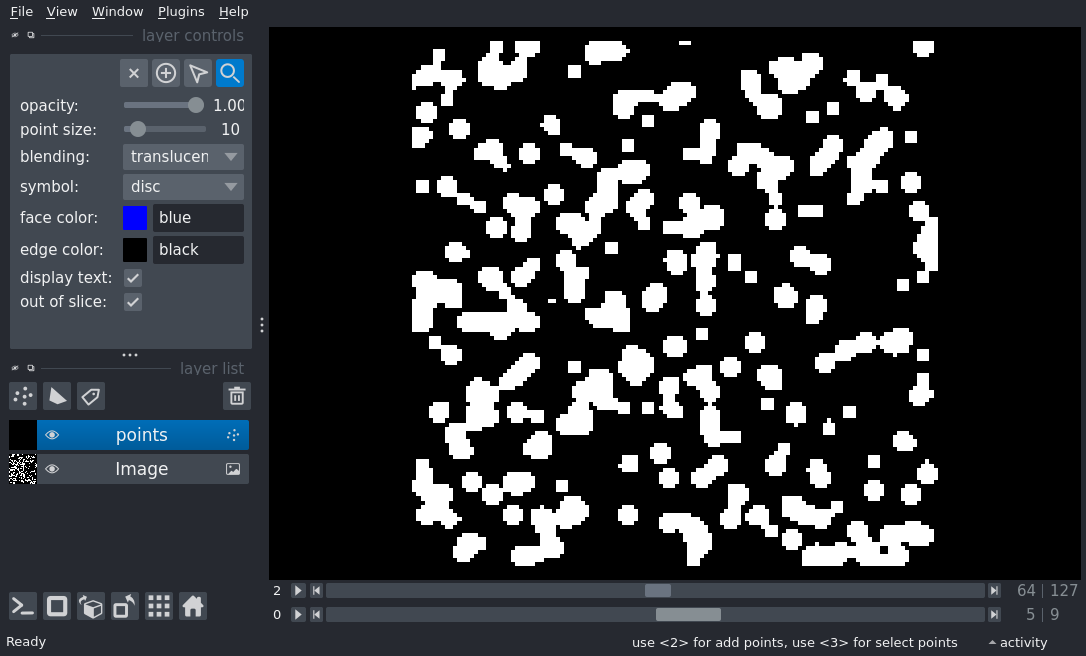 File View Window Plugins Help
layer controls
opacity: 1.00
point size: 10
blending: translucen
symbol: disc
face color: blue
edge color: black
display text:
out of slice:
layer list
points
Image
2 64 | 127
0 5 | 9
Ready use <2> for add points, use <3> for select points activity